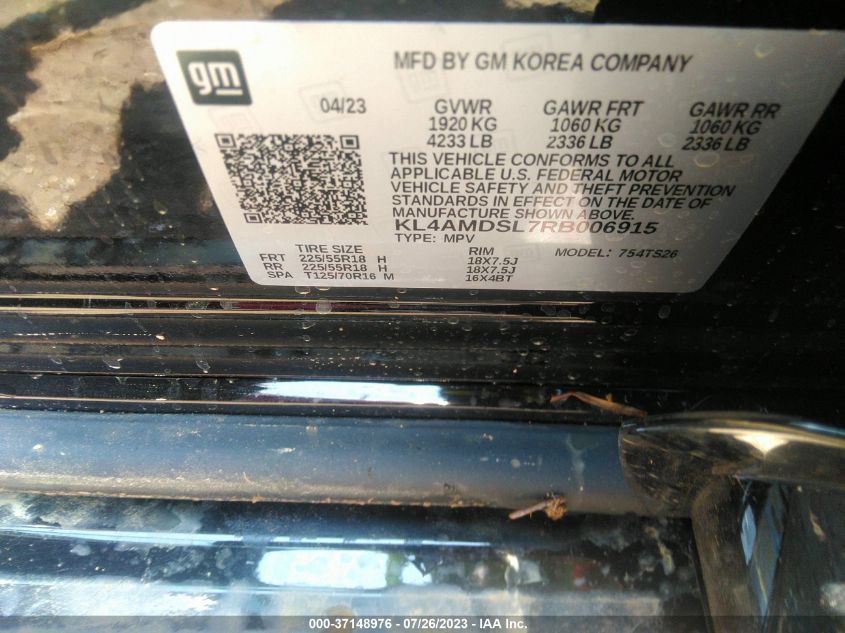 gm
MFD BY GM KOREA COMPANY
04/23 GVWR GAWR FRT GAWR RR
1920 KG 1060 KG 1060 KG
4233 LB 2336 LB 2336 LB
THIS VEHICLE CONFORMS TO ALL
APPLICABLE U.S. FEDERAL MOTOR
VEHICLE SAFETY AND THEFT PREVENTION
STANDARDS IN EFFECT ON THE DATE OF
MANUFACTURE SHOWN ABOVE.
KL4AMDSL7RB006915
TYPE: MPV MODEL: 754TS26
TIRE SIZE RIM
FRT 225/55R18 H 18X7.5J
RR 225/55R18 H 18X7.5J
SPA T125/70R16 M 16X4BT
000-37148976 / 07/26/2023 - © IAA Inc.